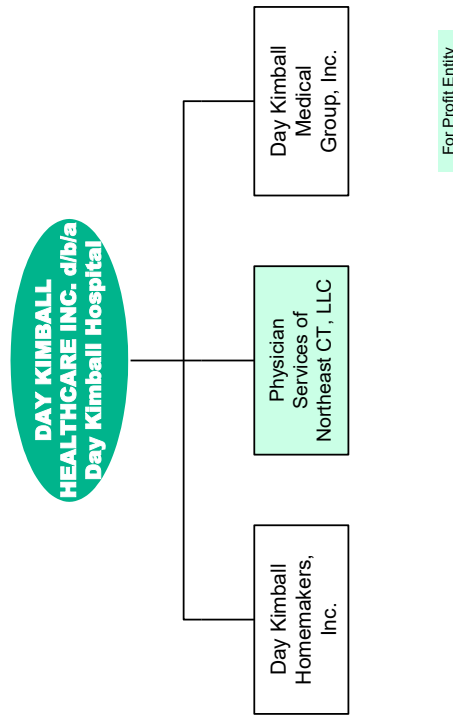 DAY KIMBALL
HEALTHCARE INC. d/b/a
Day Kimball Hospital
Day Kimball
Homemakers,
Inc.
Physician
Services of
Northeast CT, LLC
Day Kimball
Medical
Group, Inc.
For Profit Entity